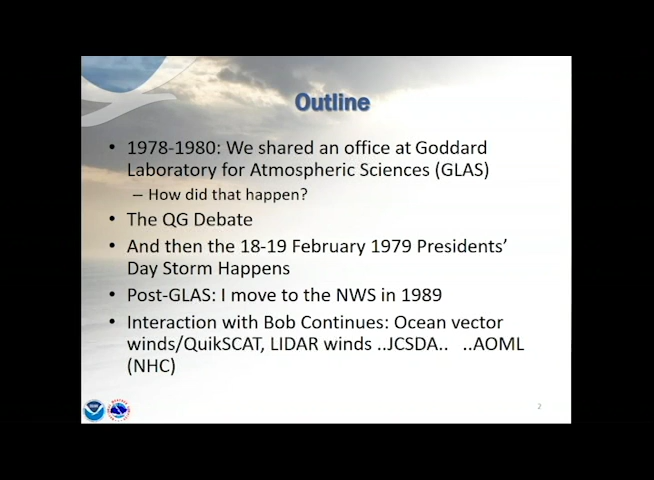 Outline
• 1978-1980: We shared an office at Goddard
Laboratory for Atmospheric Sciences (GLAS)
– How did that happen?
• The QG Debate
• And then the 18-19 February 1979 Presidents’
Day Storm Happens
• Post-GLAS: I move to the NWS in 1989
• Interaction with Bob Continues: Ocean vector
winds/QuikSCAT, LIDAR winds ..JCSDA.. ..AOML
(NHC)
2